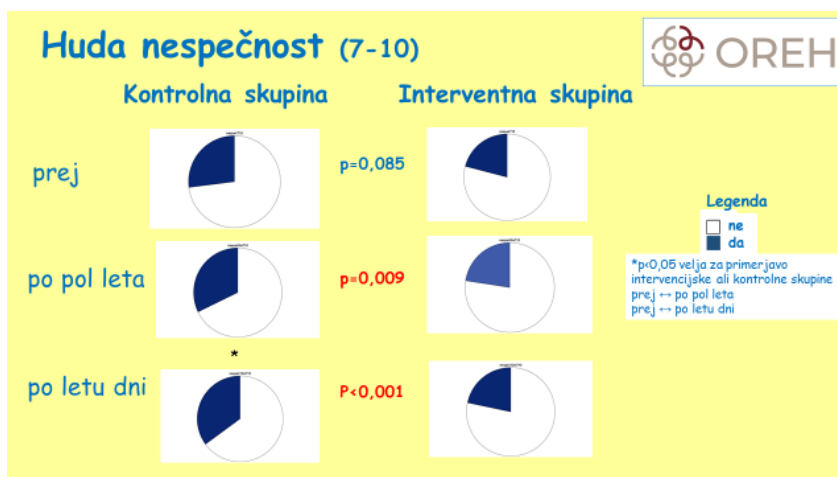 Huda nespečnost (7-10)
OREH
Kontrolna skupina
Interventna skupina
prej
p=0,085
po pol leta
p=0,009
*
po letu dni
P<0,001
Legenda
ne
da
*p<0,05 velja za primerjavo
intervencijske ali kontrolne skupine
prej ↔ po pol leta
prej ↔ po letu dni